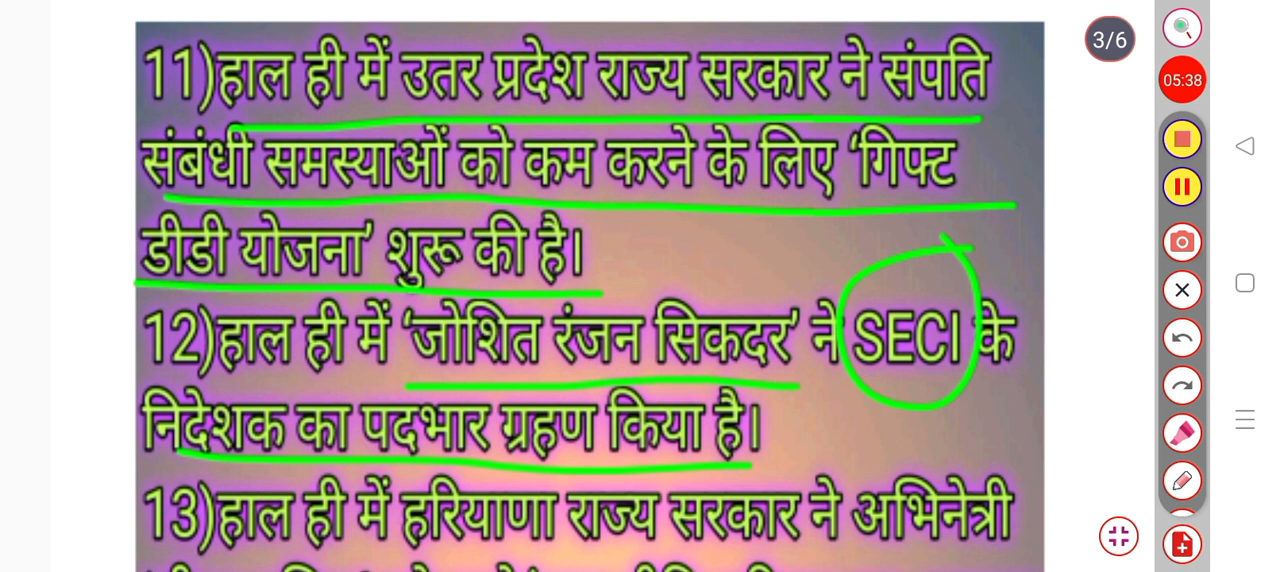 3/6
05:38
11)हाल ही में उतर प्रदेश राज्य सरकार ने संपति
संबंधी समस्याओं को कम करने के लिए ‘गिफ्ट
डीडी योजना’ शुरू की है।
12)हाल ही में ‘जोशित रंजन सिकदर’ ने SECI के
निदेशक का पदभार ग्रहण किया है।
13)हाल ही में हरियाणा राज्य सरकार ने अभिनेत्री